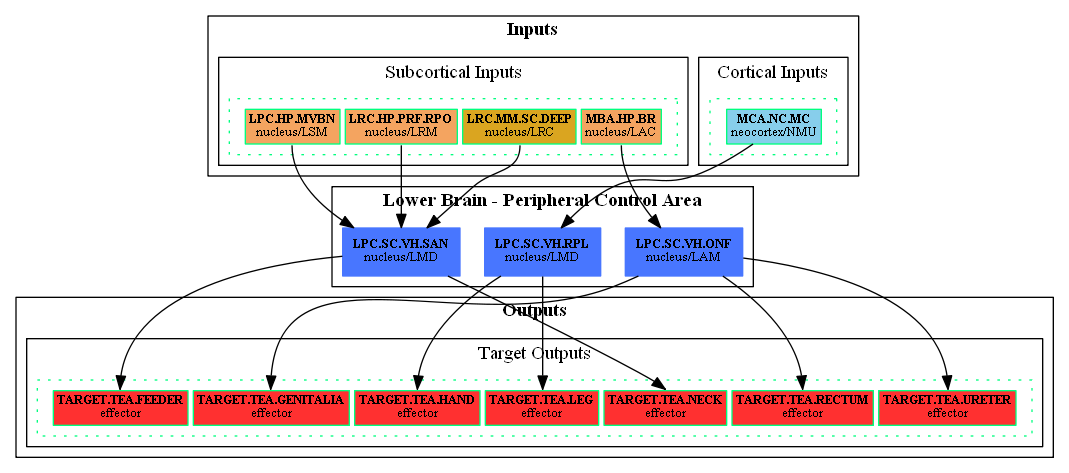 Inputs
Subcortical Inputs
Cortical Inputs
LPC.HP.MVBN
nucleus/LSM
LRC.HP.PRF.RPO
nucleus/LRM
LRC.MM.SC.DEEP
nucleus/LRC
MBA.HP.BR
nucleus/LAC
MCA.NC.MC
neocortex/NMU
Lower Brain - Peripheral Control Area
LPC.SC.VH.SAN
nucleus/LMD
LPC.SC.VH.RPL
nucleus/LMD
LPC.SC.VH.ONF
nucleus/LAM
Outputs
Target Outputs
TARGET.TEA.FEEDER
effector
TARGET.TEA.GENITALIA
effector
TARGET.TEA.HAND
effector
TARGET.TEA.LEG
effector
TARGET.TEA.NECK
effector
TARGET.TEA.RECTUM
effector
TARGET.TEA.URETER
effector